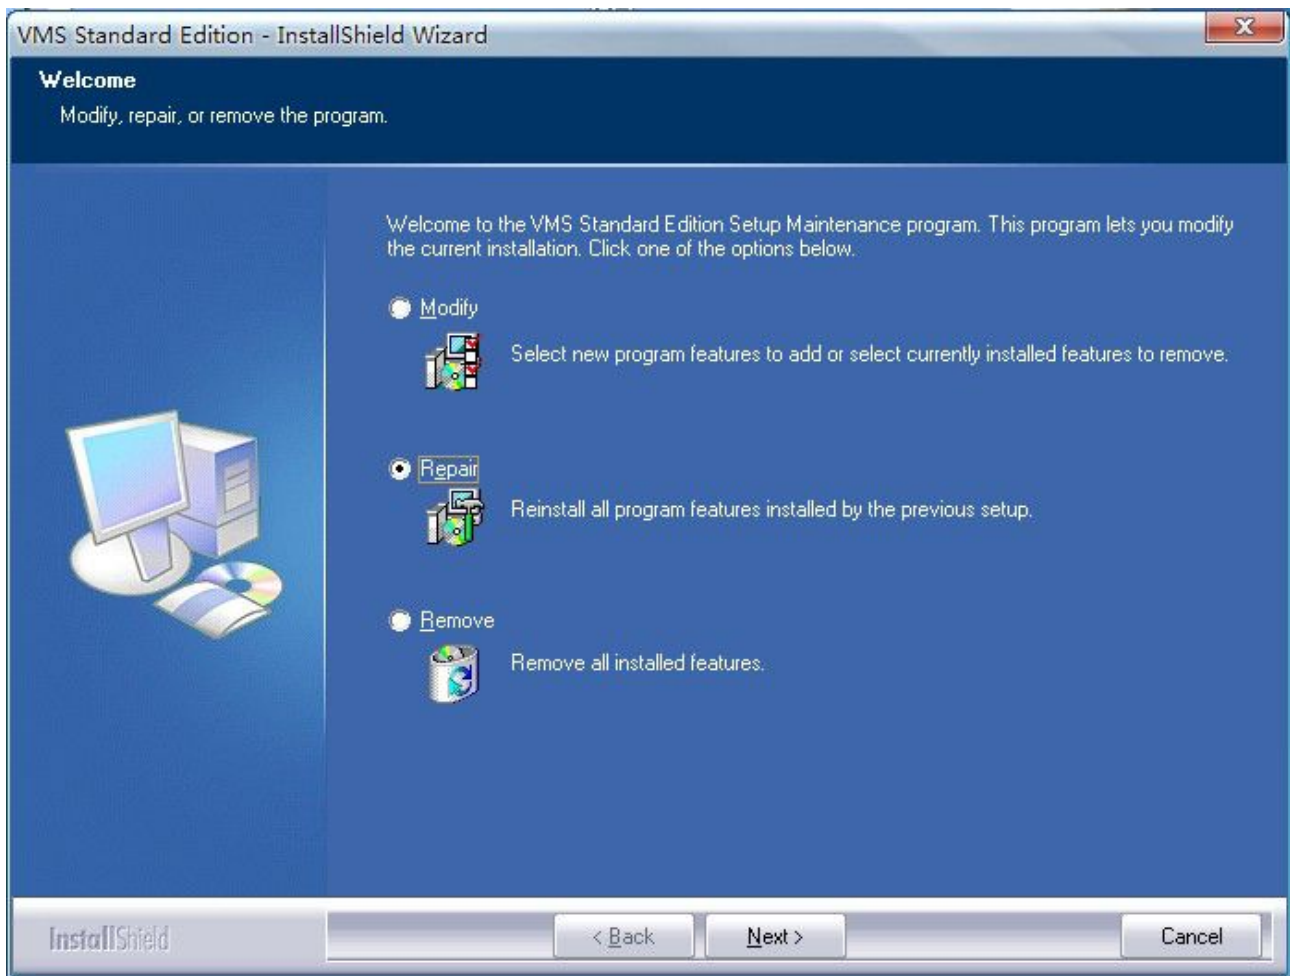 VMS Standard Edition - InstallShield Wizard
Welcome
Modify, repair, or remove the program.
Welcome to the VMS Standard Edition Setup Maintenance program. This program lets you modify
the current installation. Click one of the options below.
Modify
Select new program features to add or select currently installed features to remove.
Repair
Reinstall all program features installed by the previous setup.
Remove
Remove all installed features.
InstallShield
< Back
Next >
Cancel